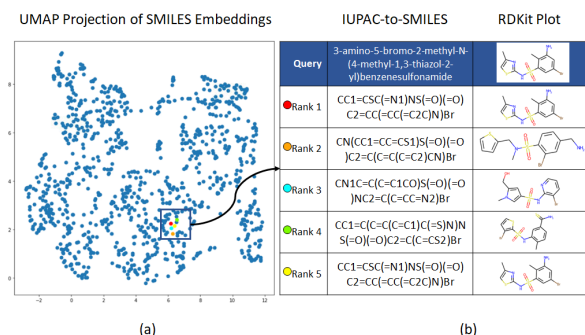 UMAP Projection of SMILES Embeddings
IUPAC-to-SMILES
RDKit Plot
8
6
4
2
0
-2
0
2
4
6
8
10
12
(a)
Query
3-amino-5-bromo-2-methyl-N-
(4-methyl-1,3-thiazol-2-
yl)benzenesulfonamide
Rank 1
CC1=CSC(=N1)NS(=O)(=O)
C2=CC(=CC(=C2C)N)Br
Rank 2
CN(CC1=CC=CS1)S(=O)(=O
)C2=C(C=C(C=C2)CN)Br
Rank 3
CN1C=C(C=C1CO)S(=O)(=O
)NC2=C(C=CC=N2)Br
Rank 4
CC1=C(C=C(C=C1)C(=S)N)N
S(=O)(=O)C2=C(C=CS2)Br
Rank 5
CC1=CSC(=N1)NS(=O)(=O)
C2=CC(=CC(=C2C)N)Br
(b)